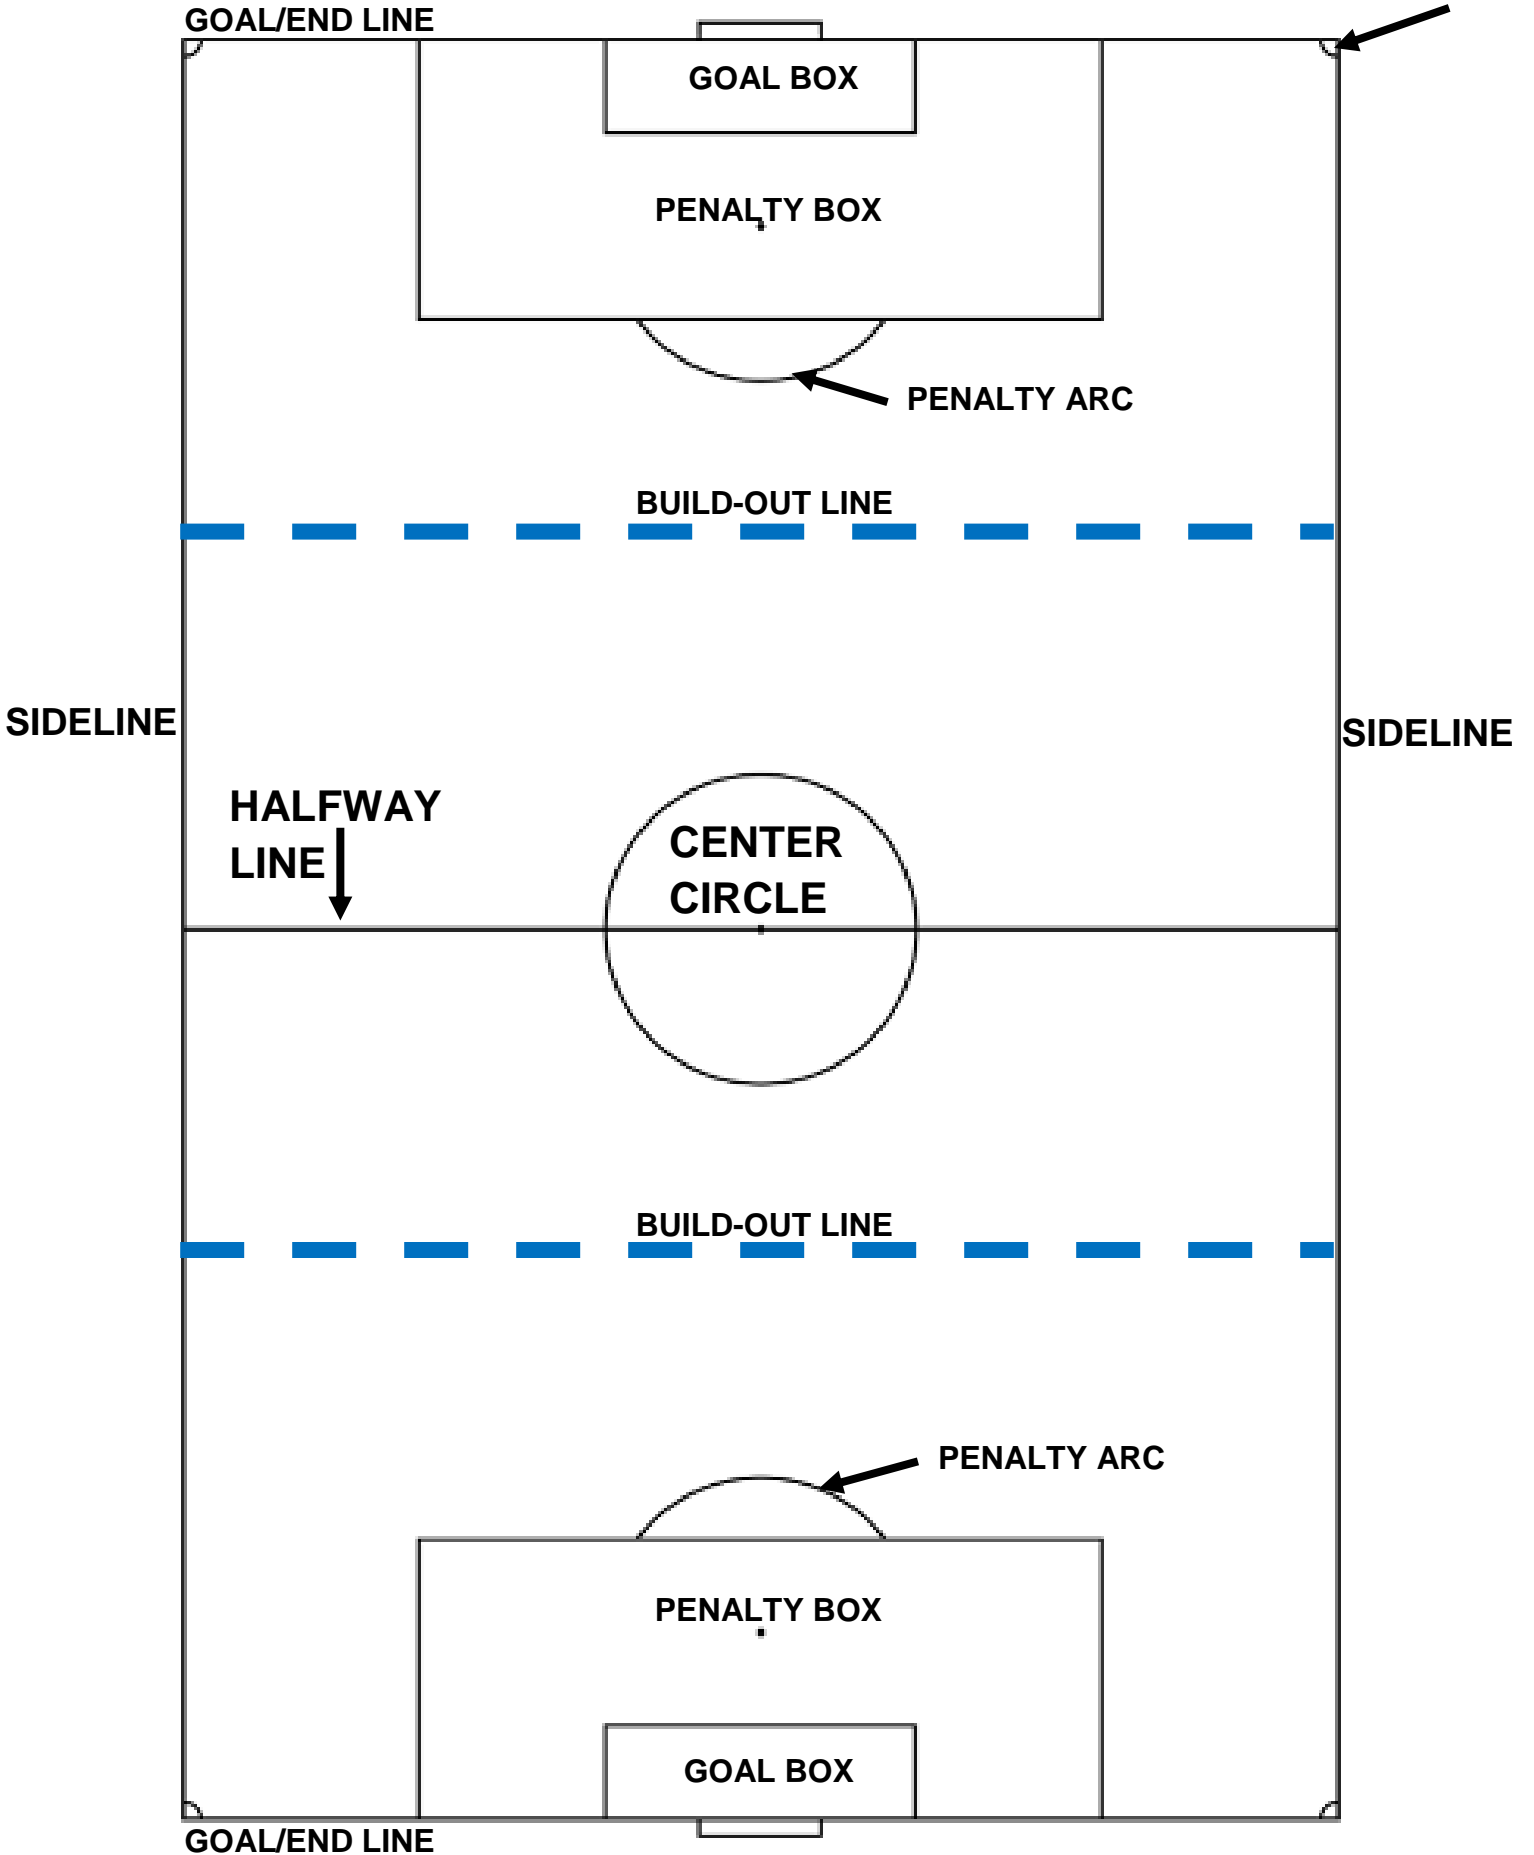 GOAL/END LINE
GOAL BOX
PENALTY BOX
PENALTY ARC
BUILD-OUT LINE
SIDELINE
SIDELINE
HALFWAY
LINE
CENTER
CIRCLE
BUILD-OUT LINE
PENALTY ARC
PENALTY BOX
GOAL BOX
GOAL/END LINE